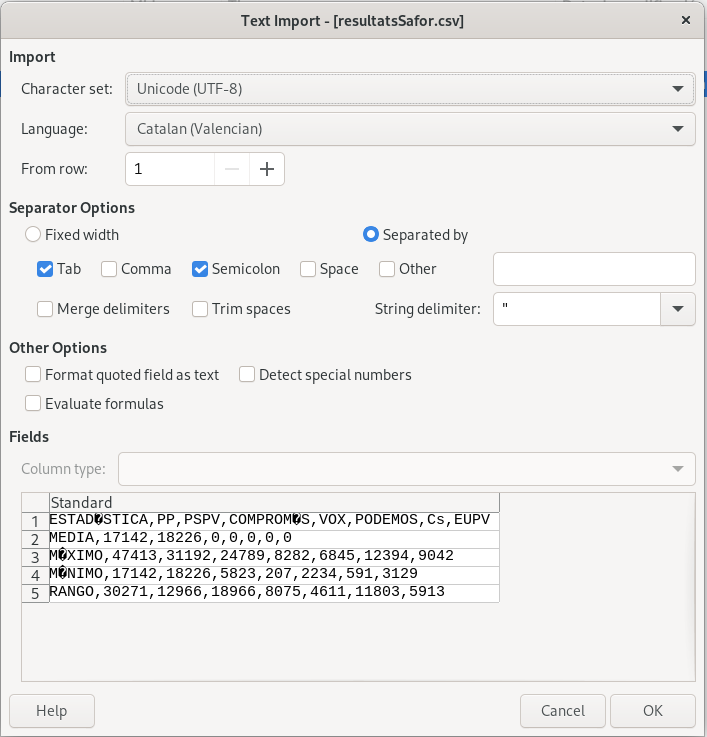 Text Import - [resultatsSafor.csv]
Import
Character set: Unicode (UTF-8)
Language: Catalan (Valencian)
From row: 1
Separator Options
Fixed width Separated by
Tab Comma Semicolon Space Other
Merge delimiters Trim spaces String delimiter: "
Other Options
Format quoted field as text Detect special numbers
Evaluate formulas
Fields
Column type:
Standard
1 ESTAD�STICA,PP,PSPV,COMPROM�S,VOX,PODEMOS,Cs,EUPV
2 MEDIA,17142,18226,0,0,0,0,0
3 M�XIMO,47413,31192,24789,8282,6845,12394,9042
4 M�NIMO,17142,18226,5823,207,2234,591,3129
5 RANGO,30271,12966,18966,8075,4611,11803,5913
Help Cancel OK